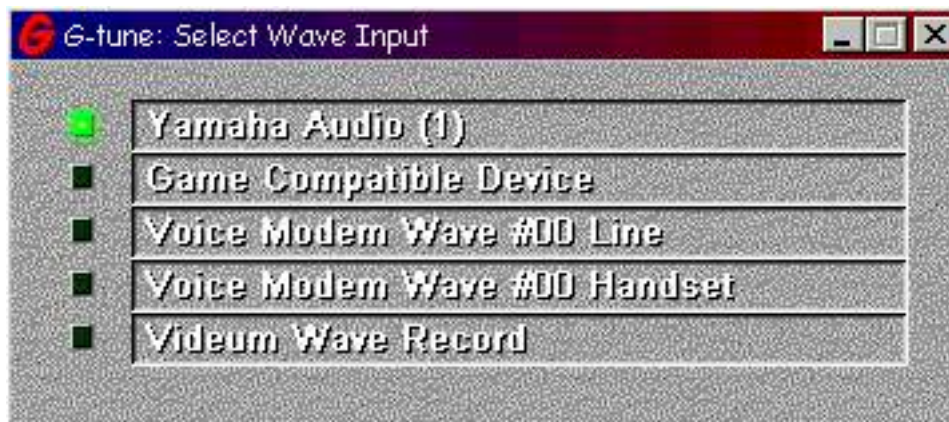 G-tune: Select Wave Input
Yamaha Audio (1)
Game Compatible Device
Voice Modem Wave #00 Line
Voice Modem Wave #00 Handset
Videum Wave Record